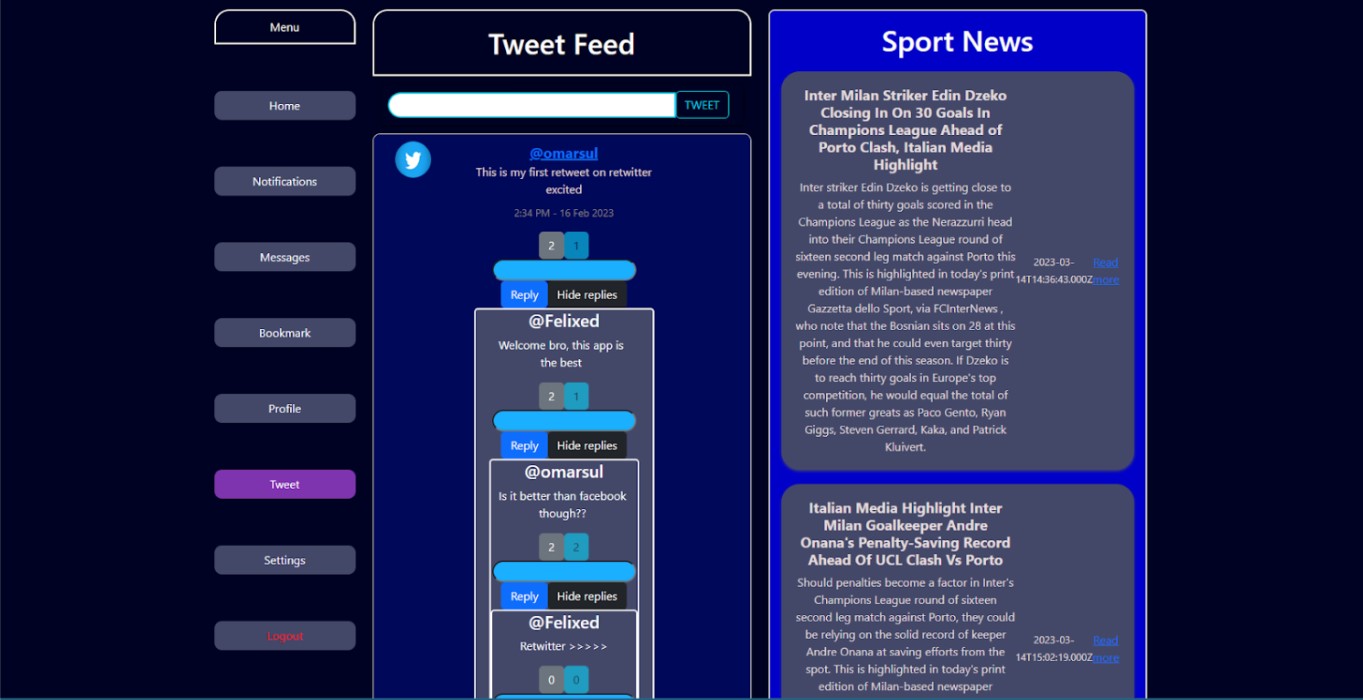 Menu
Home
Notifications
Messages
Bookmark
Profile
Tweet
Settings
Logout
Tweet Feed
TWEET
@omarsul
This is my first retweet on retwitter
excited
2:34 PM - 16 Feb 2023
2 1
Reply Hide replies
@Felixed
Welcome bro, this app is
the best
2 1
Reply Hide replies
@omarsul
Is it better than facebook
though??
2 2
Reply Hide replies
@Felixed
Retwitter >>>>>
0 0
Sport News
Inter Milan Striker Edin Dzeko
Closing In On 30 Goals In
Champions League Ahead of
Porto Clash, Italian Media
Highlight
Inter striker Edin Dzeko is getting close to
a total of thirty goals scored in the
Champions League as the Nerazzurri head
into their Champions League round of
sixteen second leg match against Porto this
evening. This is highlighted in today's print
edition of Milan-based newspaper
Gazzetta dello Sport, via FCInterNews ,
who note that the Bosnian sits on 28 at this
point, and that he could even target thirty
before the end of this season. If Dzeko is
to reach thirty goals in Europe's top
competition, he would equal the total of
such former greats as Paco Gento, Ryan
Giggs, Steven Gerrard, Kaka, and Patrick
Kluivert.
2023-03-
14T14:36:43.000Z
Read
more
Italian Media Highlight Inter
Milan Goalkeeper Andre
Onana's Penalty-Saving Record
Ahead Of UCL Clash Vs Porto
Should penalties become a factor in Inter's
Champions League round of sixteen
second leg match against Porto, they could
be relying on the solid record of keeper
Andre Onana at saving efforts from the
spot. This is highlighted in today's print
edition of Milan-based newspaper
2023-03-
14T15:02:19.000Z
Read
more